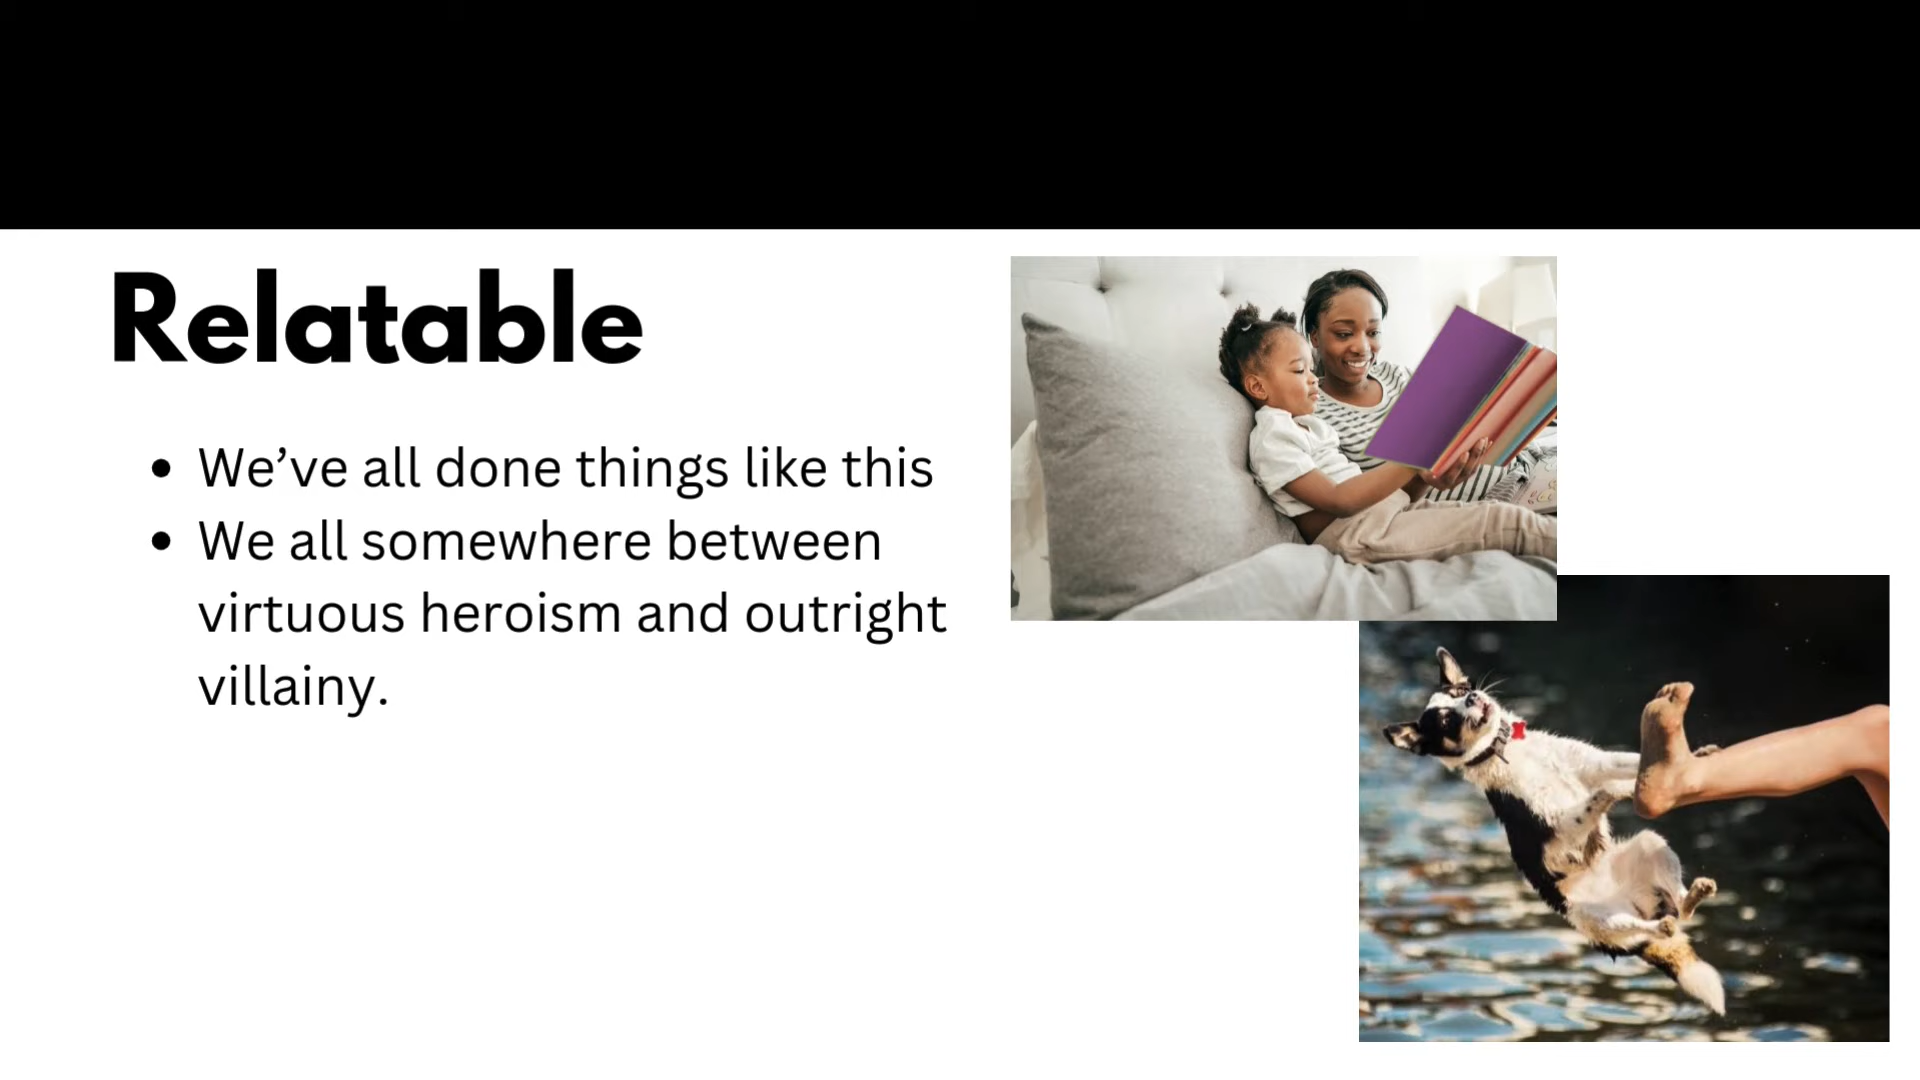 Relatable
• We’ve all done things like this
• We all somewhere between
virtuous heroism and outright
villainy.